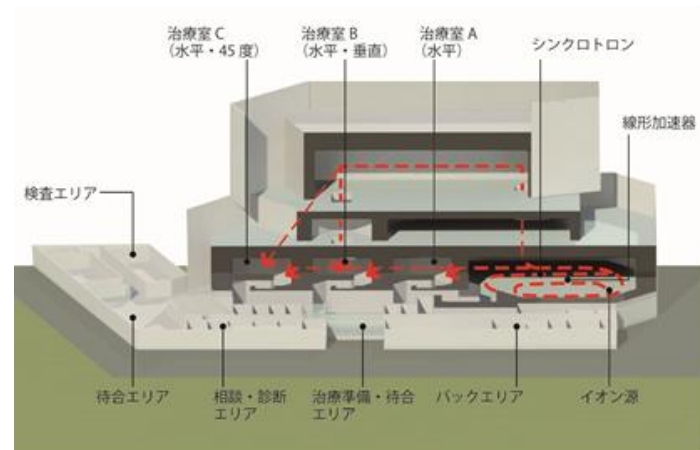 治療室 C
（水平・45 度）
治療室 B
（水平・垂直）
治療室 A
（水平）
シンクロトロン
線形加速器
検査エリア
待合エリア
相談・診断
エリア
治療準備・待合
エリア
バックエリア
イオン源